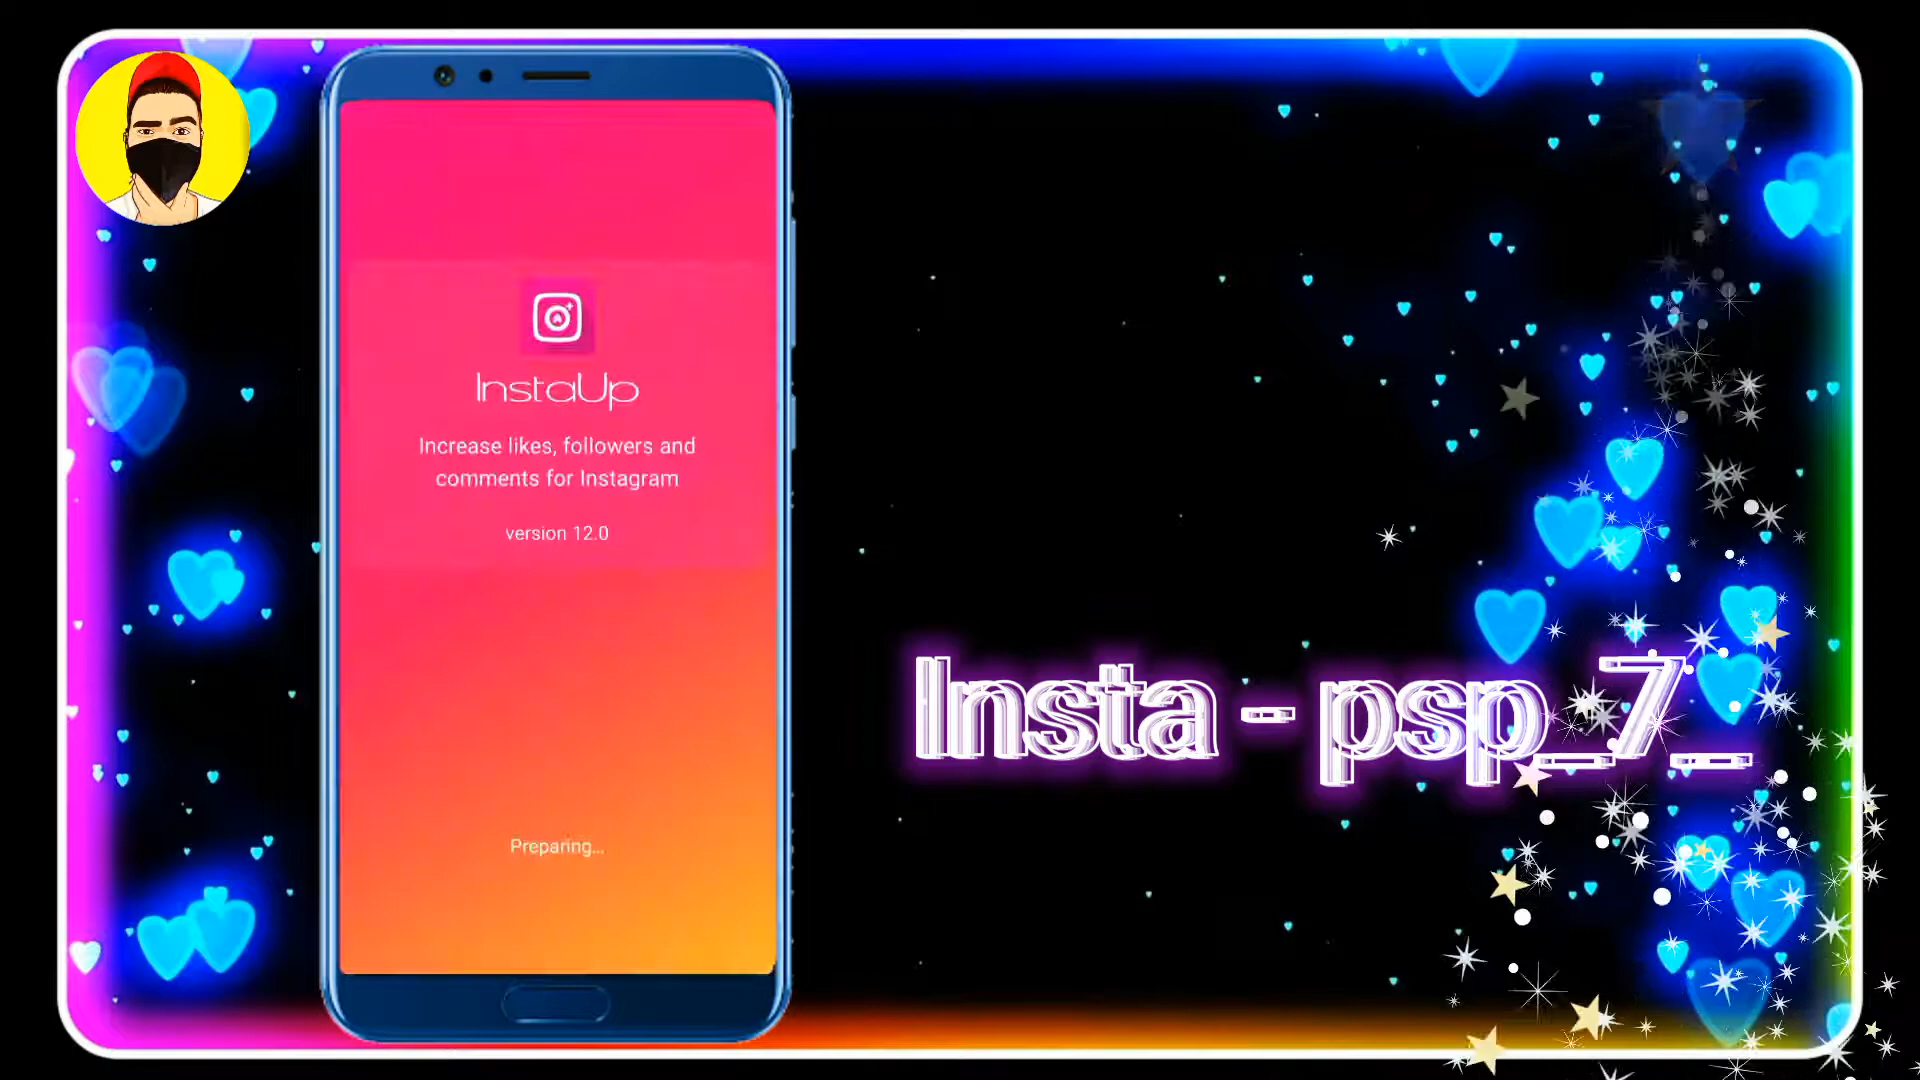 InstaUp
Increase likes, followers and
comments for Instagram
version 12.0
Preparing...
Insta - psp_7_